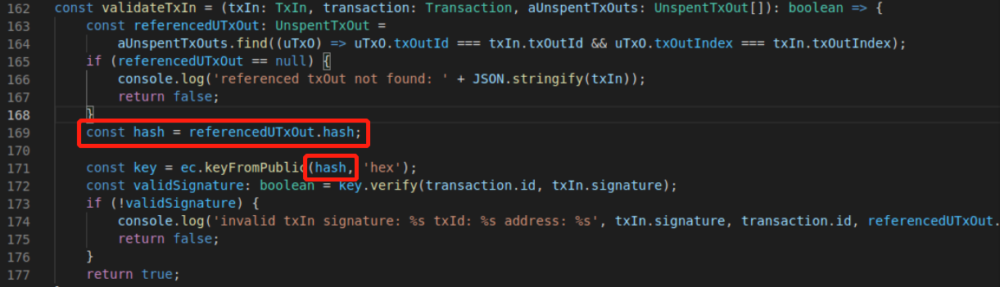 162 const validateTxIn = (txIn: TxIn, transaction: Transaction, aUnspentTxOuts: UnspentTxOut[]): boolean => {
163 const referencedUTxOut: UnspentTxOut =
164 aUnspentTxOuts.find((uTxO) => uTxO.txOutId === txIn.txOutId && uTxO.txOutIndex === txIn.txOutIndex);
165 if (referencedUTxOut == null) {
166 console.log('referenced txOut not found: ' + JSON.stringify(txIn));
167 return false;
168 }
169 const hash = referencedUTxOut.hash;
170
171 const key = ec.keyFromPublic(hash, 'hex');
172 const validSignature: boolean = key.verify(transaction.id, txIn.signature);
173 if (!validSignature) {
174 console.log('invalid txIn signature: %s txId: %s address: %s', txIn.signature, transaction.id, referencedUTxOut.
175 return false;
176 }
177 return true;